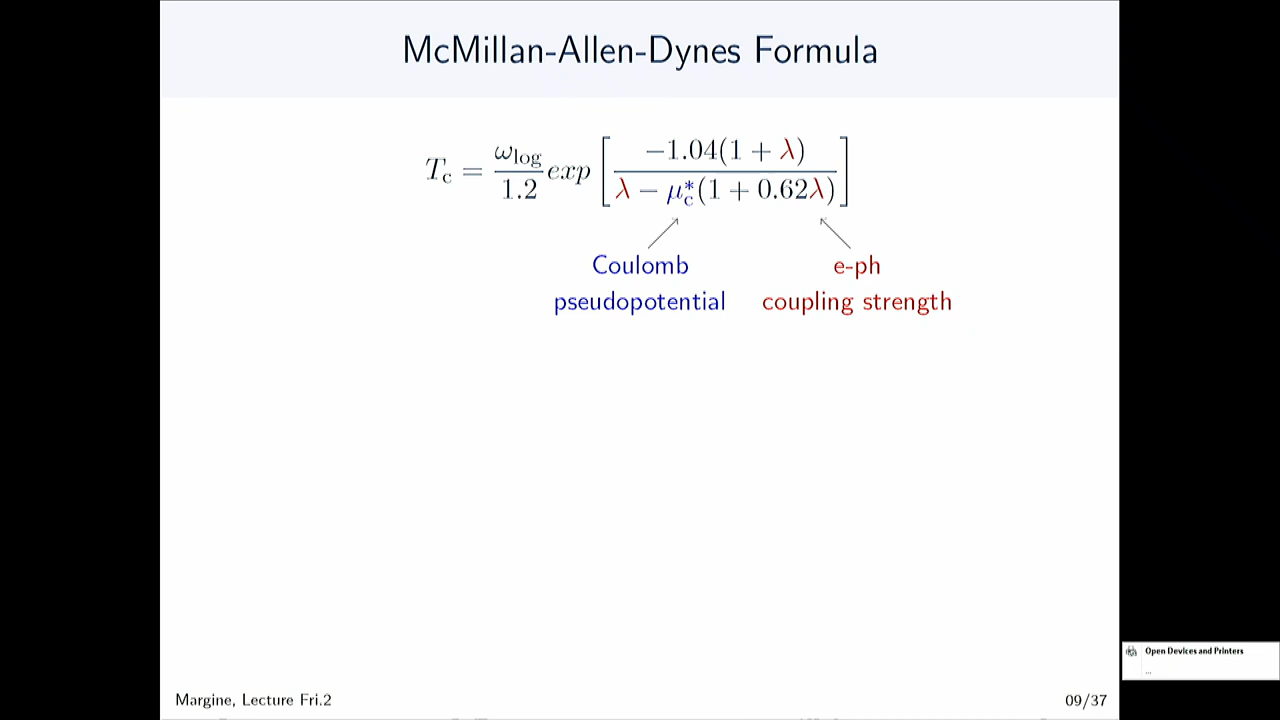 McMillan-Allen-Dynes Formula
T_c = ω_log/1.2 exp [ −1.04(1 + λ) / λ − μ*_c(1 + 0.62λ) ]
Coulomb
pseudopotential
e-ph
coupling strength
Open Devices and Printers
...
Margine, Lecture Fri.2
09/37